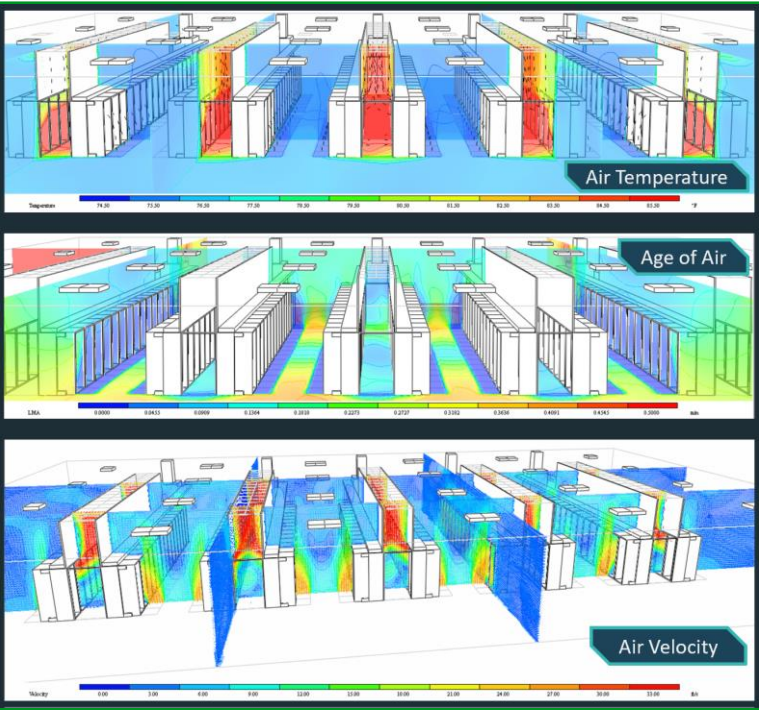 Air Temperature
Temperature 74.50 75.50 76.50 77.50 78.50 79.50 80.50 81.50 82.50 83.50 84.50 85.50 °F
Age of Air
LMA 0.0000 0.0455 0.0909 0.1364 0.1818 0.2273 0.2727 0.3182 0.3636 0.4091 0.4545 0.5000
Air Velocity
Velocity 0.00 3.00 6.00 9.00 12.00 15.00 18.00 21.00 24.00 27.00 30.00 33.00